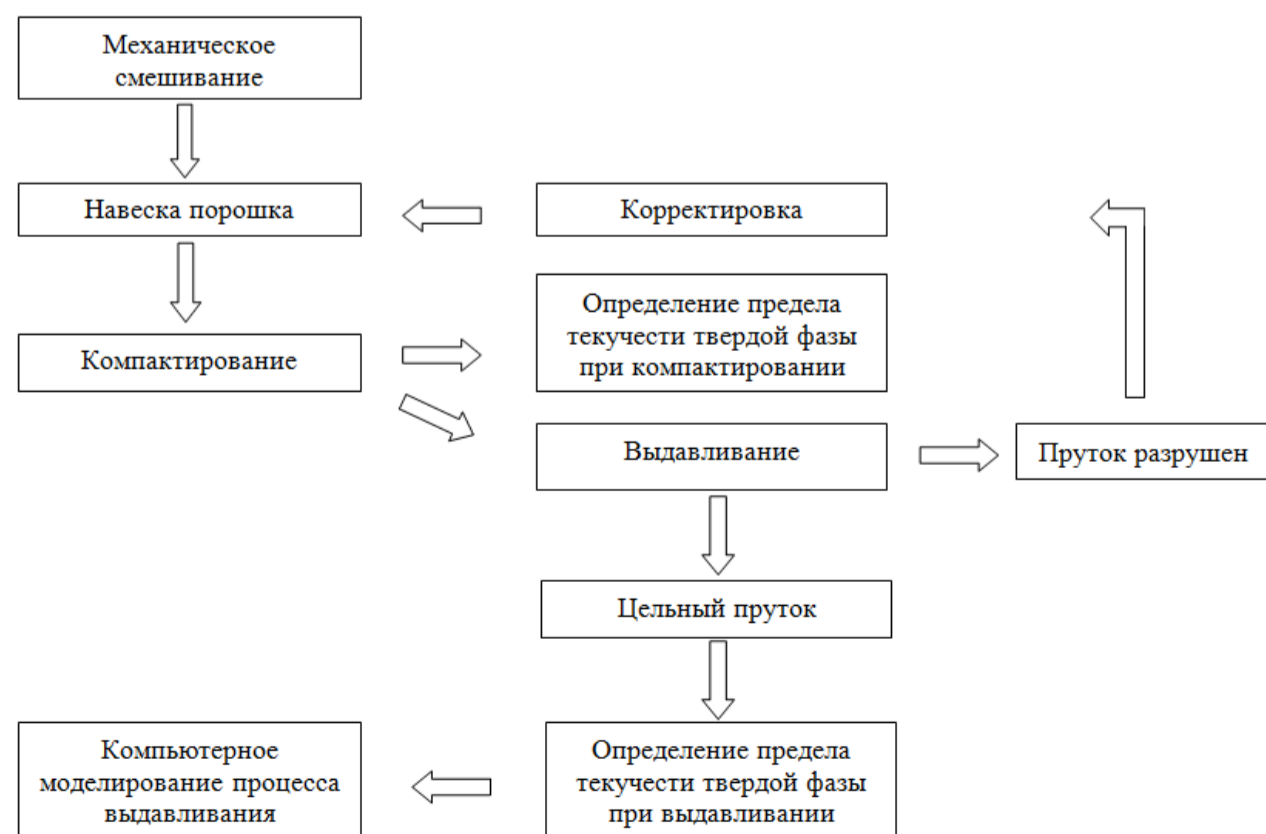 Механическое
смешивание
Навеска порошка
Корректировка
Определение предела
текучести твердой фазы
при компактировании
Компактирование
Выдавливание
Пруток разрушен
Цельный пруток
Компьютерное
моделирование процесса
выдавливания
Определение предела
текучести твердой фазы
при выдавливании